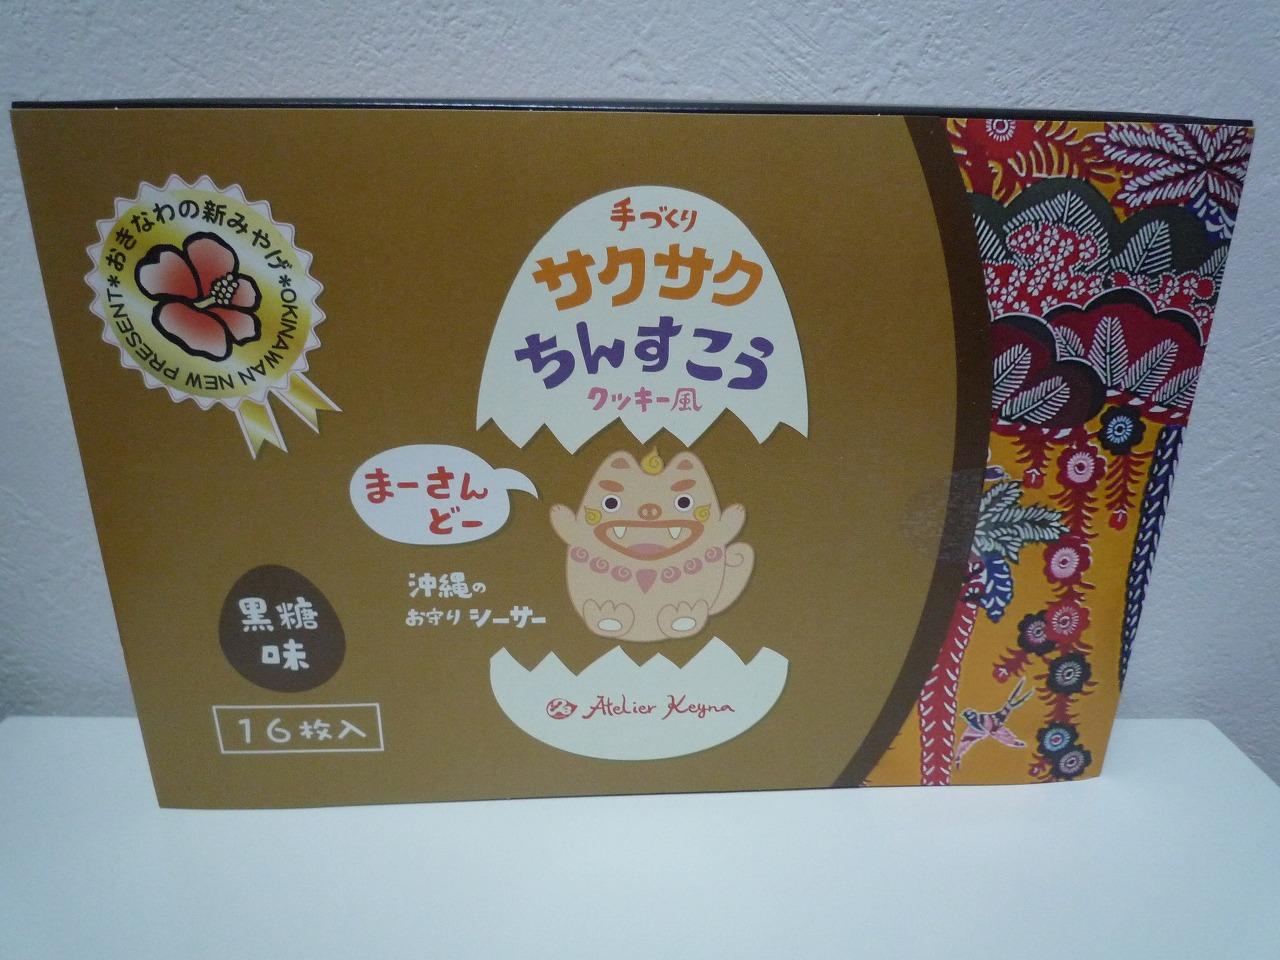 *おきなわの新みやげ*
OKINAWAN NEW PRESENT
手づくり
サクサク
ちんすこう
クッキー風
まーさん
どー
沖縄の
お守りシーサー
黒糖
味
16枚入
Atelier Keyna